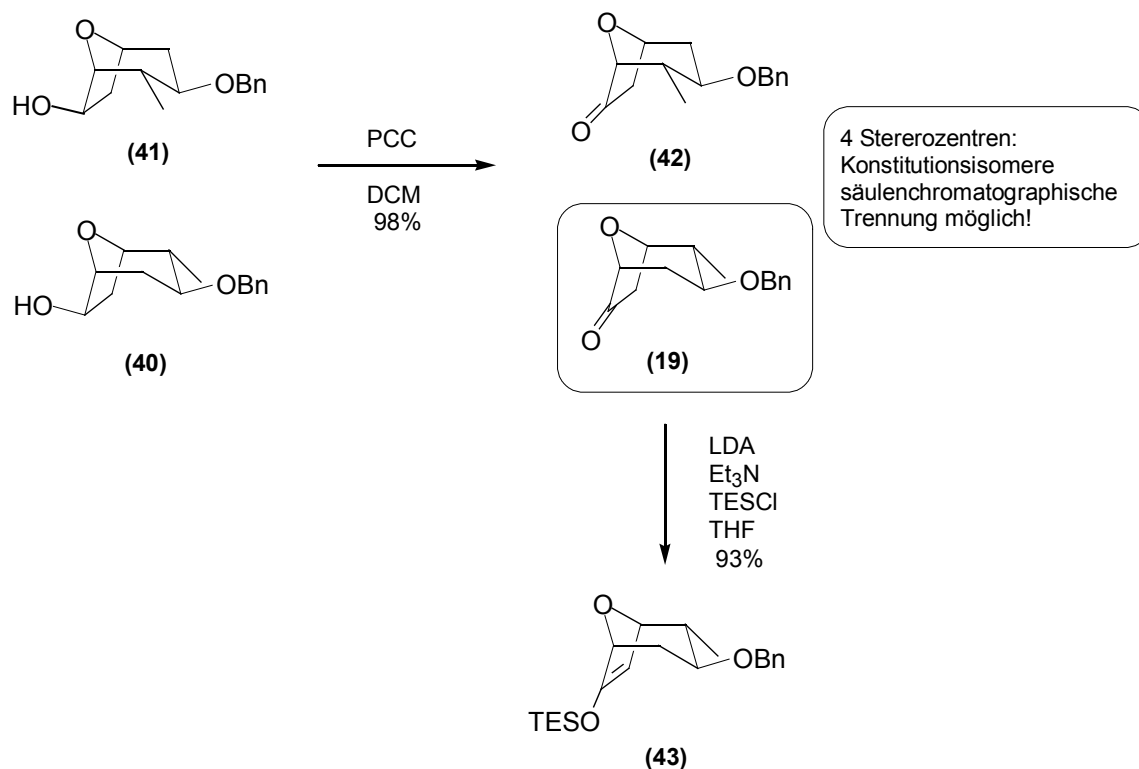 O
OBn
HO
(41)
O
OBn
HO
(40)
PCC
DCM
98%
O
OBn
O
(42)
4 Stererozentren:
Konstitutionsisomere
säulenchromatographische
Trennung möglich!
O
OBn
O
(19)
LDA
Et3N
TESCl
THF
93%
O
OBn
TESO
(43)